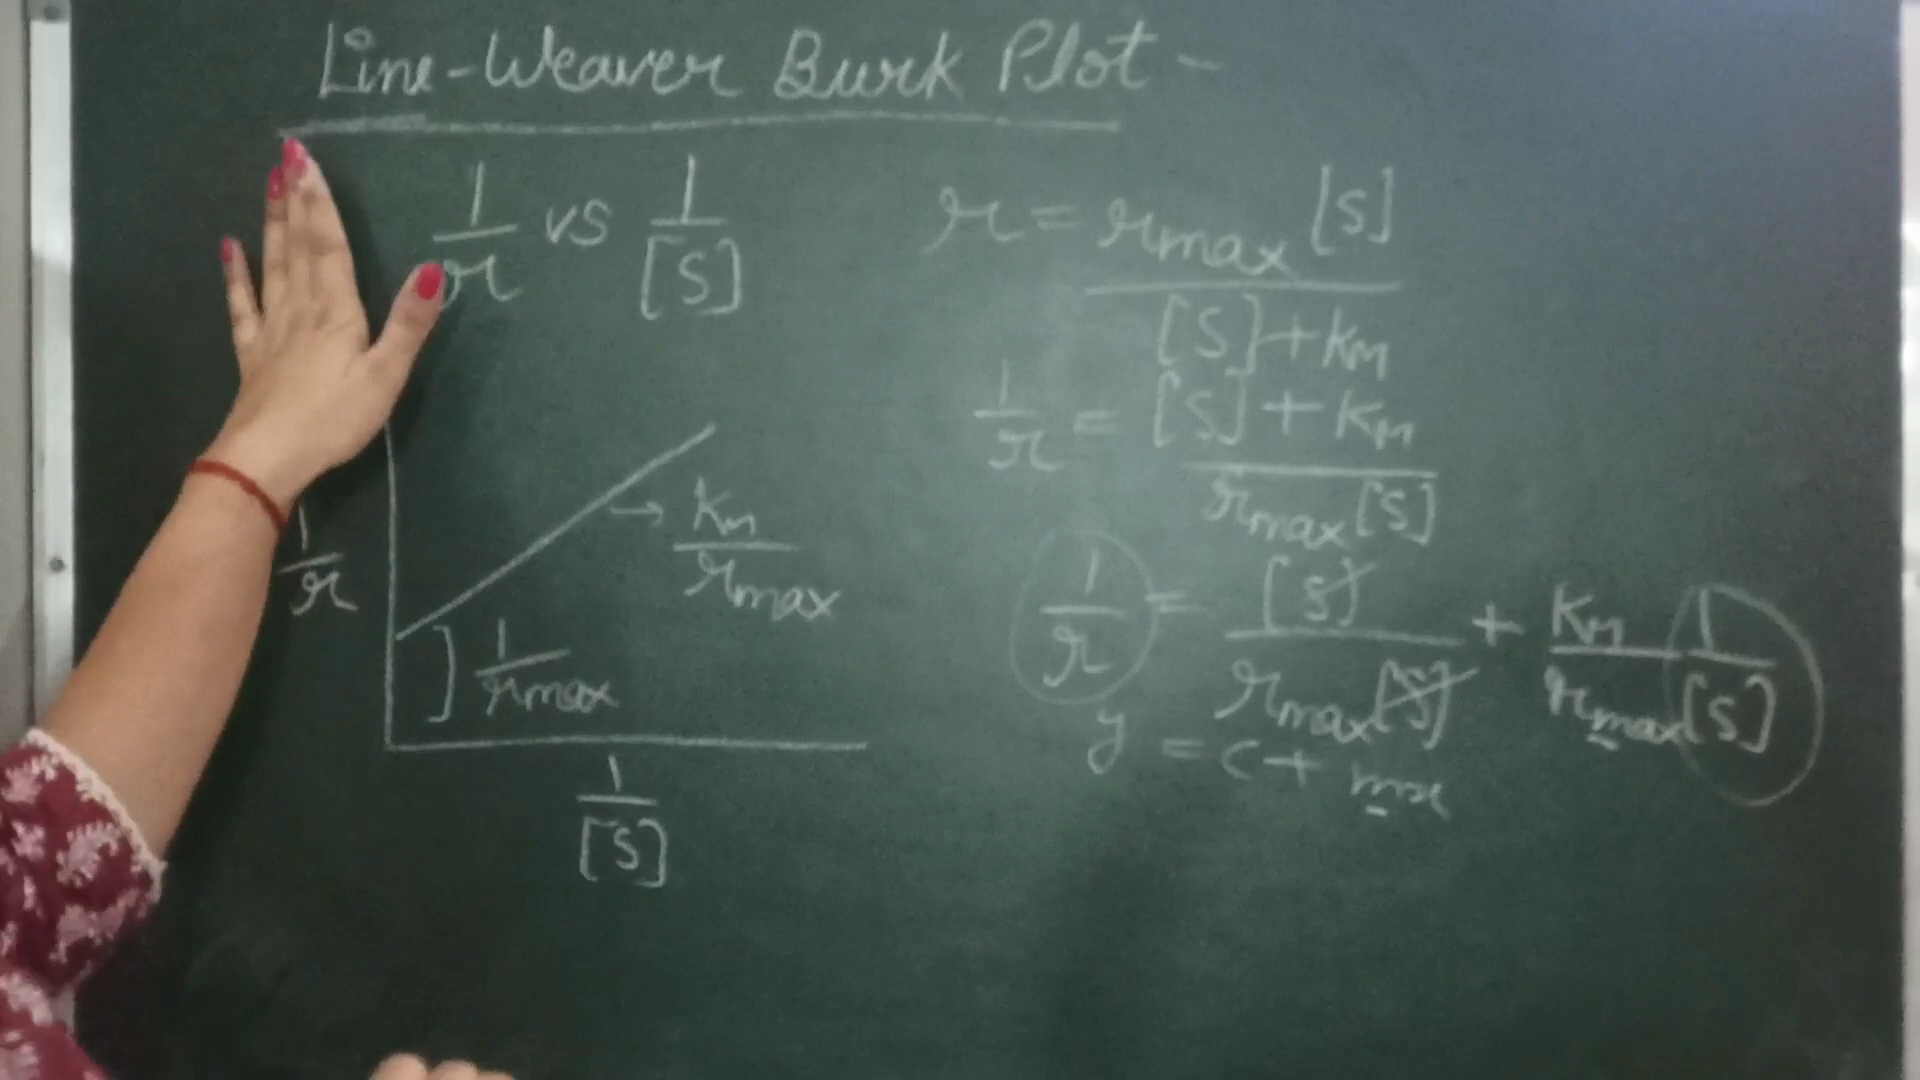 Line-Weaver Burk Plot -
1/r vs 1/[S]
1/r
→ KM/rmax
] 1/rmax
1/[S]
r = rmax [S]/[S]+KM
1/r = [S]+KM/rmax[S]
1/r = [S]/rmax[S] + KM/rmax 1/[S]
y = c + mx